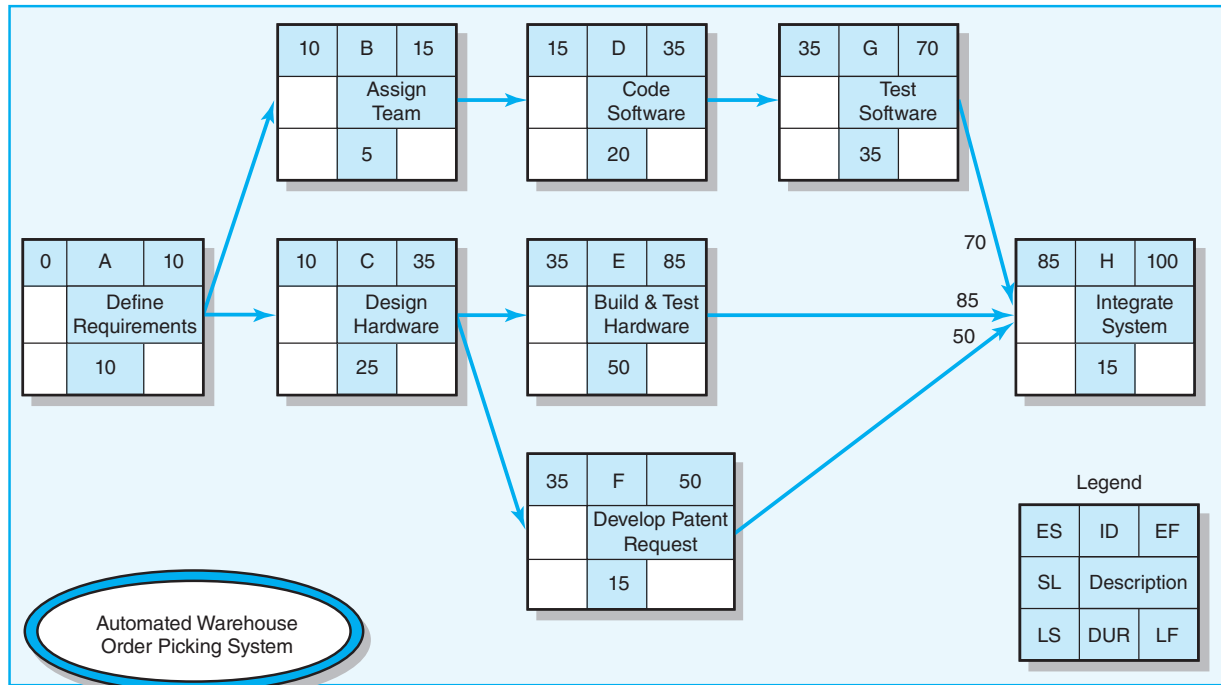 10 B 15
Assign
Team
5
15 D 35
Code
Software
20
35 G 70
Test
Software
35
0 A 10
Define
Requirements
10
10 C 35
Design
Hardware
25
35 E 85
Build & Test
Hardware
50
70
85
50
85 H 100
Integrate
System
15
35 F 50
Develop Patent
Request
15
Legend
ES ID EF
SL Description
LS DUR LF
Automated Warehouse
Order Picking System